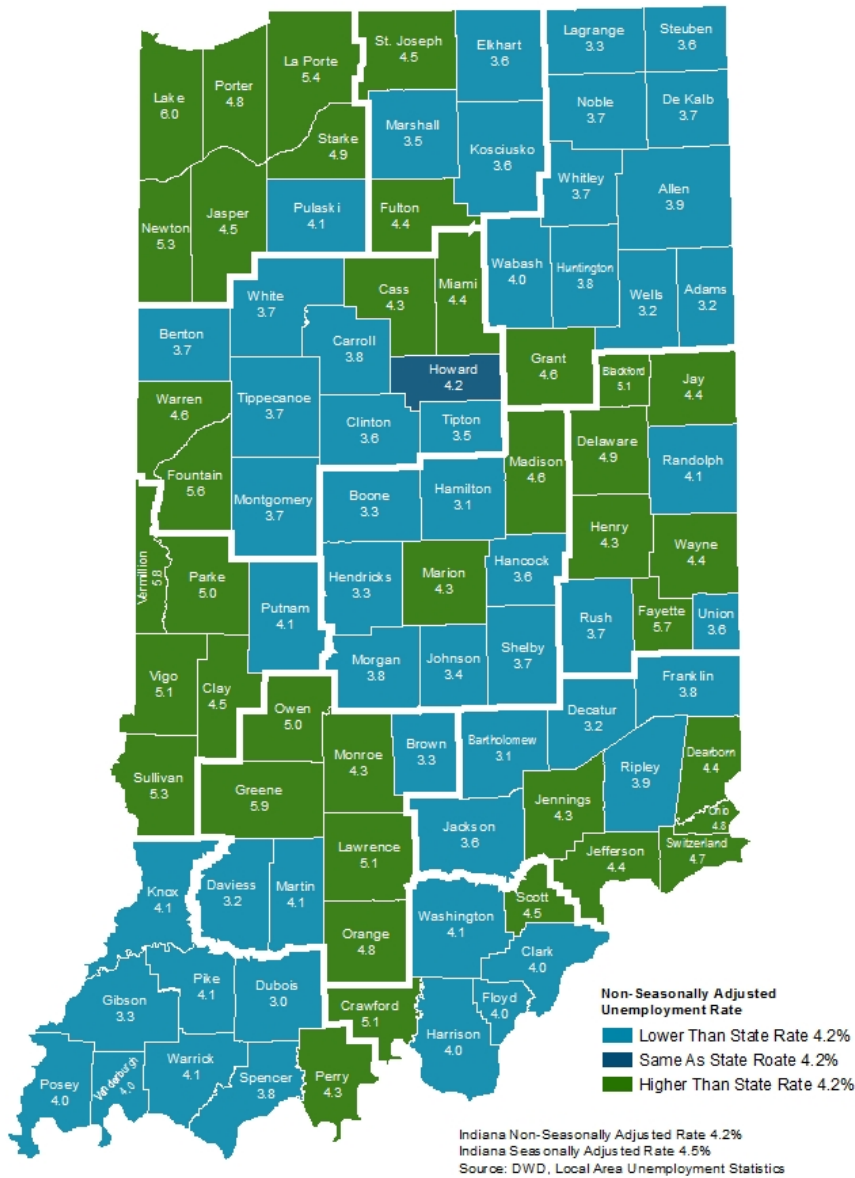 St. Joseph
4.5
Elkhart
3.6
Lagrange
3.3
Steuben
3.6
La Porte
5.4
Lake
6.0
Porter
4.8
Noble
3.7
De Kalb
3.7
Marshall
3.5
Starke
4.9
Kosciusko
3.6
Whitley
3.7
Allen
3.9
Newton
5.3
Jasper
4.5
Pulaski
4.1
Fulton
4.4
Wabash
4.0
Huntington
3.8
Wells
3.2
Adams
3.2
White
3.7
Cass
4.3
Miami
4.4
Benton
3.7
Carroll
3.8
Howard
4.2
Grant
4.6
Blackford
5.1
Jay
4.4
Warren
4.6
Tippecanoe
3.7
Clinton
3.6
Tipton
3.5
Madison
4.6
Delaware
4.9
Randolph
4.1
Fountain
5.6
Montgomery
3.7
Boone
3.3
Hamilton
3.1
Henry
4.3
Wayne
4.4
Vermillion
5.8
Parke
5.0
Putnam
4.1
Hendricks
3.3
Marion
4.3
Hancock
3.6
Rush
3.7
Fayette
5.7
Union
3.6
Vigo
5.1
Clay
4.5
Morgan
3.8
Johnson
3.4
Shelby
3.7
Franklin
3.8
Owen
5.0
Monroe
4.3
Brown
3.3
Bartholomew
3.1
Decatur
3.2
Ripley
3.9
Dearborn
4.4
Sullivan
5.3
Greene
5.9
Jennings
4.3
Ohio
4.8
Jackson
3.6
Lawrence
5.1
Jefferson
4.4
Switzerland
4.7
Knox
4.1
Daviess
3.2
Martin
4.1
Orange
4.8
Washington
4.1
Scott
4.5
Clark
4.0
Gibson
3.3
Pike
4.1
Dubois
3.0
Crawford
5.1
Floyd
4.0
Harrison
4.0
Posey
4.0
Vanderburgh
4.0
Warrick
4.1
Spencer
3.8
Perry
4.3
Non-Seasonally Adjusted
Unemployment Rate
Lower Than State Rate 4.2%
Same As State Roate 4.2%
Higher Than State Rate 4.2%
Indiana Non-Seasonally Adjusted Rate 4.2%
Indiana Seasonally Adjusted Rate 4.5%
Source: DWD, Local Area Unemployment Statistics